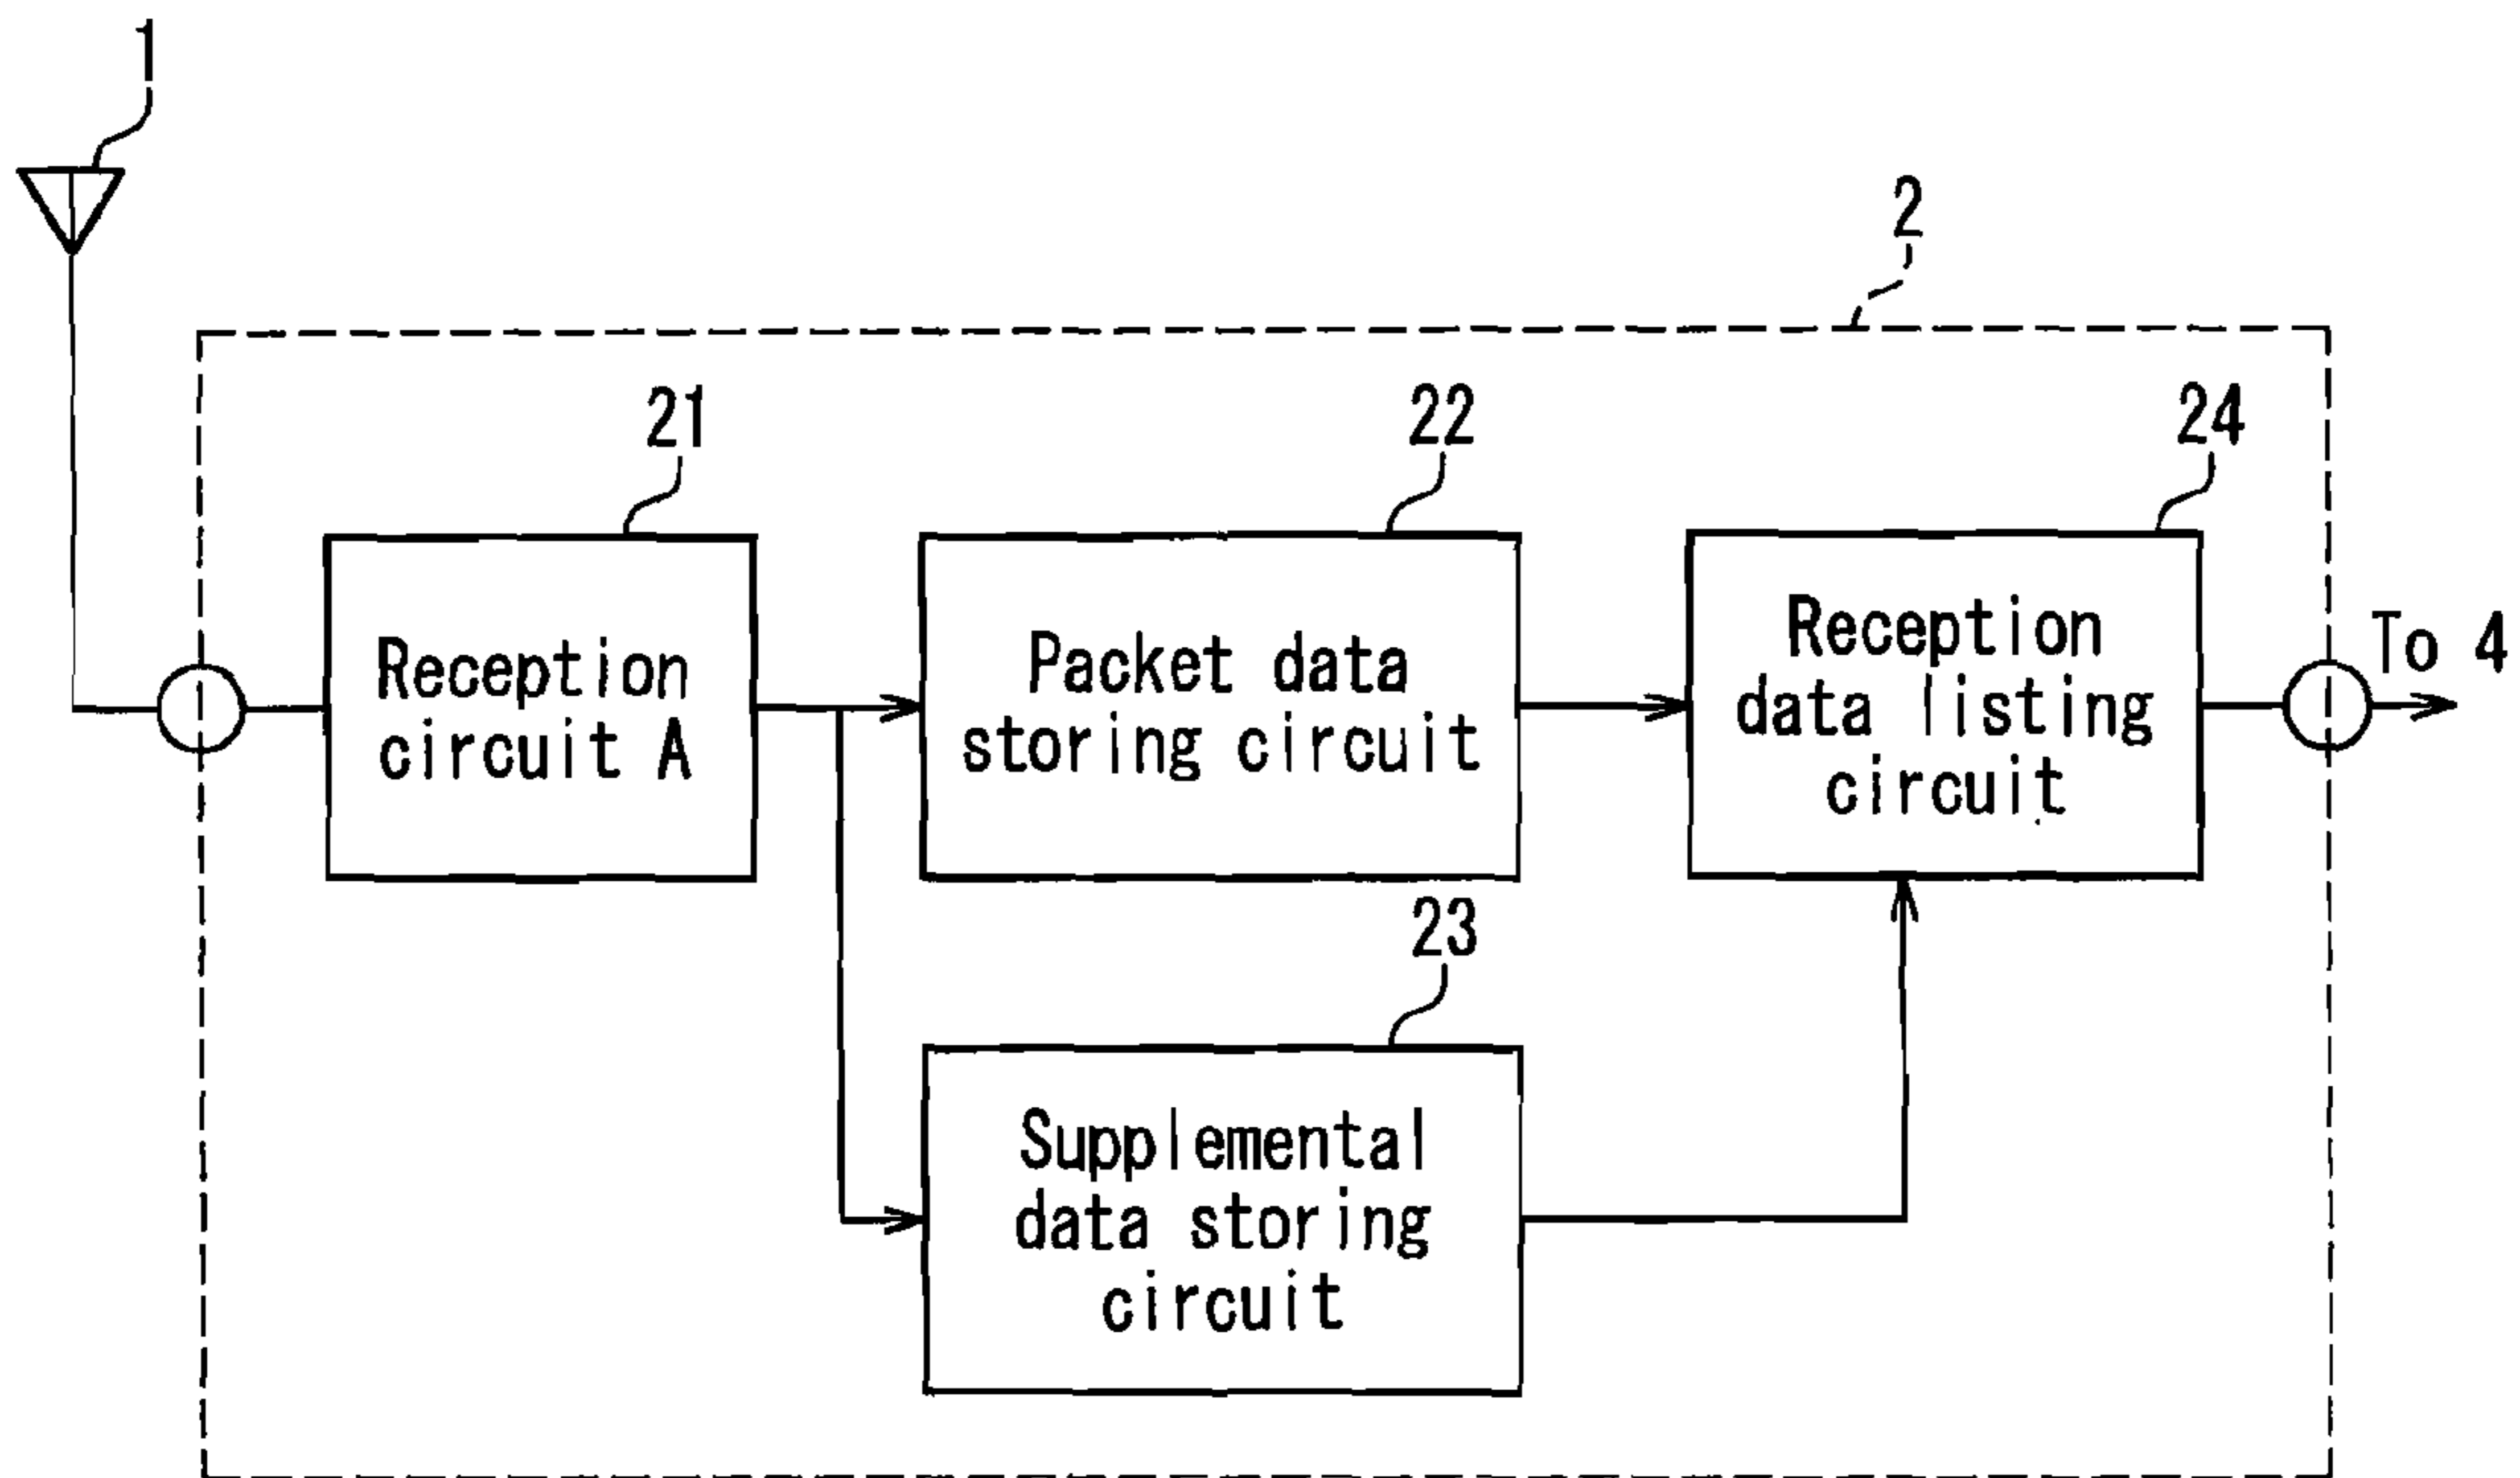 1
2
21
22
24
Reception
circuit A
Packet data
storing circuit
Reception
data listing
circuit
To 4
23
Supplemental
data storing
circuit